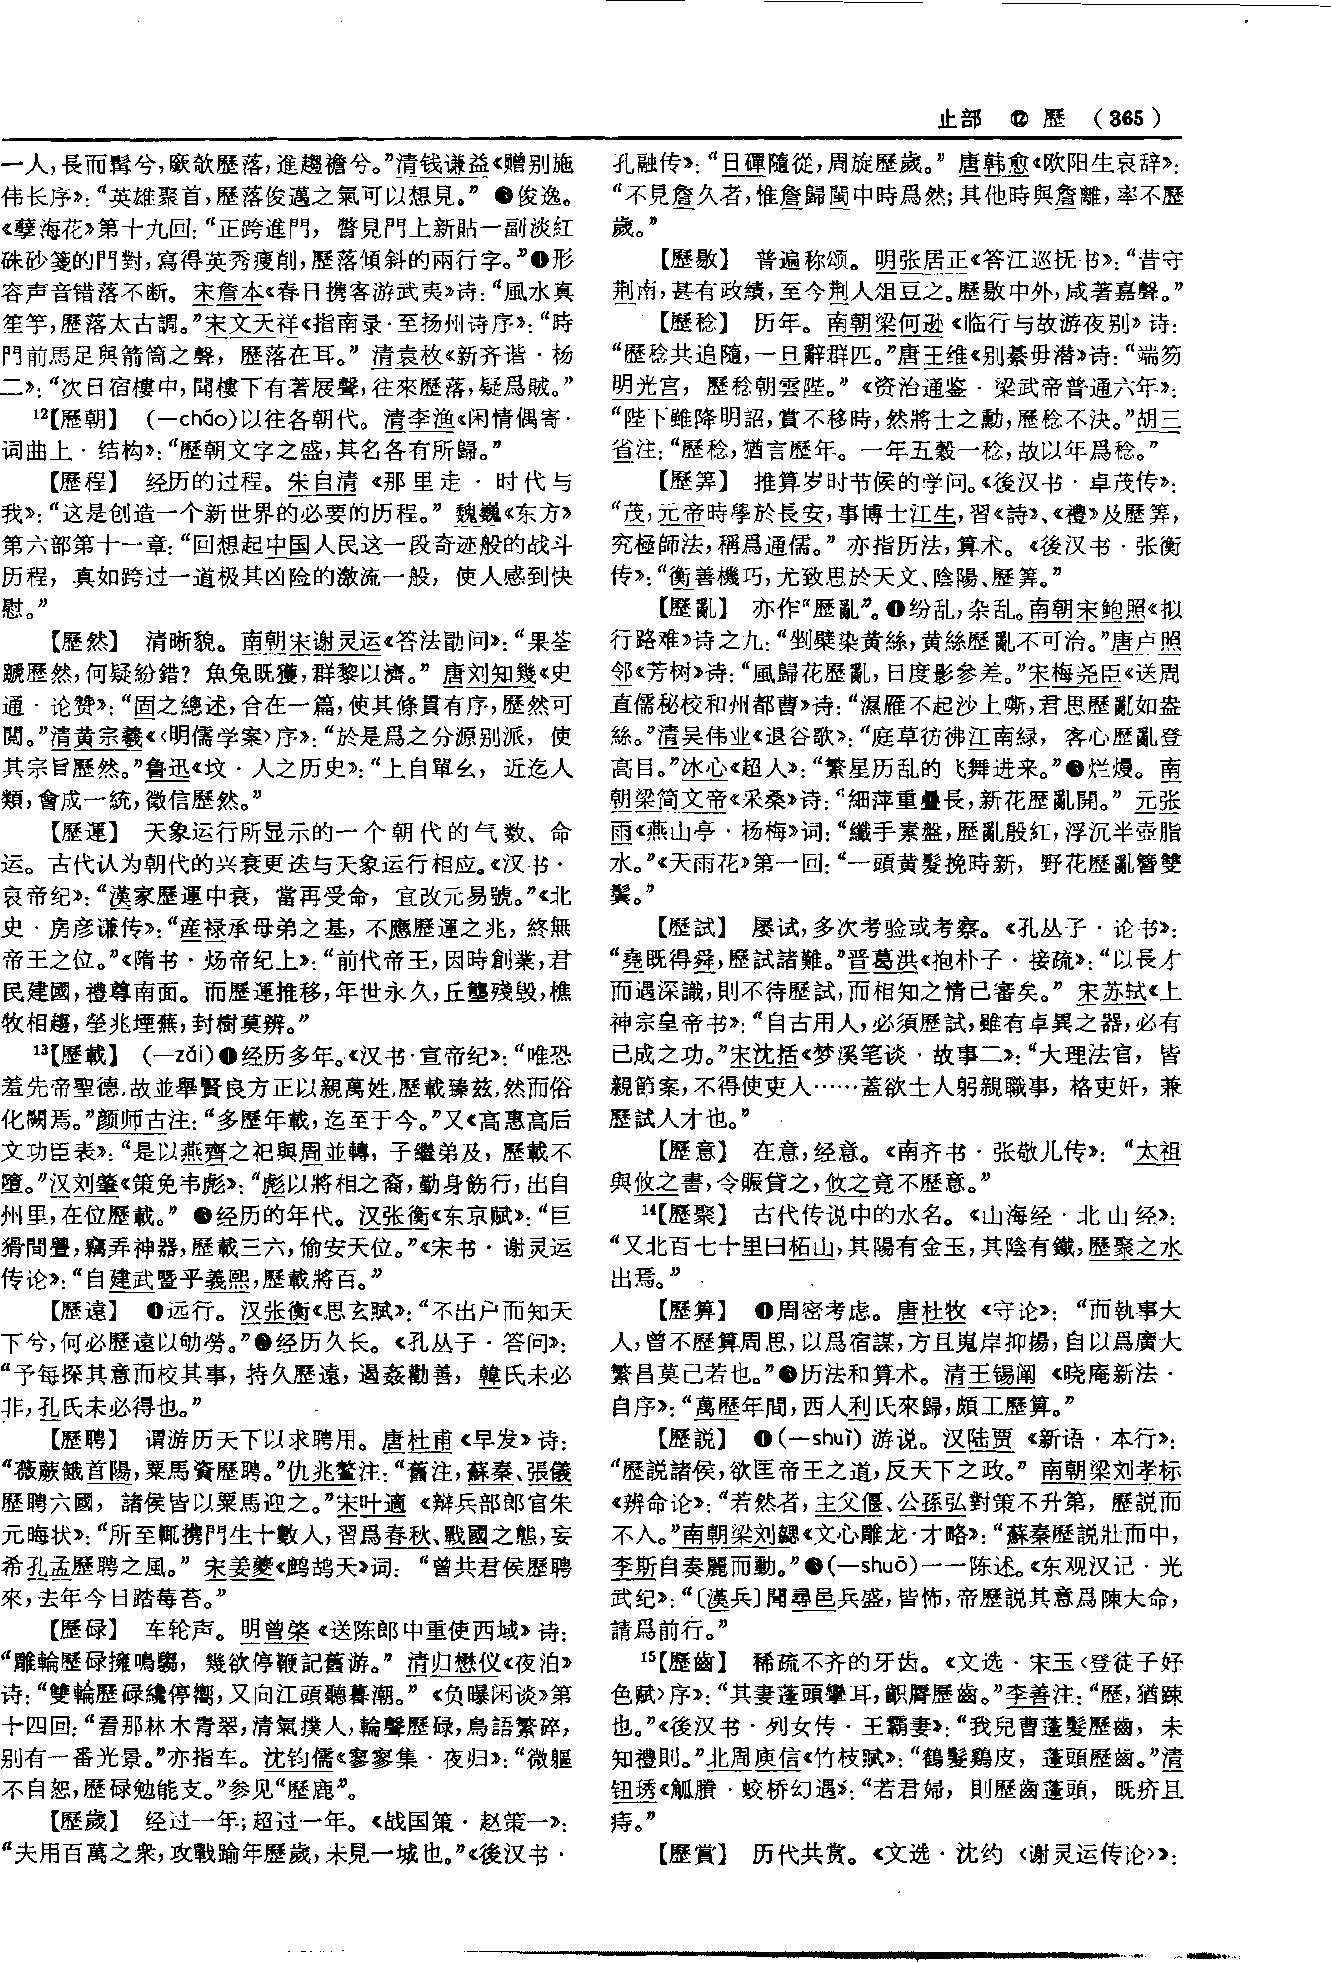 止部 ⑫ 歷 （365）
一人，長而髯兮，嶔欹歷落，進趨襜兮。”清钱谦益《赠别施
伟长序》：“英雄聚首，歷落俊邁之氣可以想見。” ❸俊逸。
《孽海花》第十九回：“正跨進門，瞥見門上新貼一副淡紅
硃砂箋的門對，寫得英秀瘦削，歷落傾斜的兩行字。”❹形
容声音错落不断。宋詹本《春日携客游武夷》诗：“風水真
笙竽，歷落太古調。”宋文天祥《指南录·至扬州诗序》：“時
門前馬足與箭筒之聲，歷落在耳。” 清袁枚《新齐谐·杨
二》：“次日宿樓中，聞樓下有著屐聲，往來歷落，疑爲賊。”
12【歷朝】 （—cháo）以往各朝代。清李渔《闲情偶寄·
词曲上·结构》：“歷朝文字之盛，其名各有所歸。”
【歷程】 经历的过程。朱自清《那里走·时代与
我》：“这是创造一个新世界的必要的历程。” 魏巍《东方》
第六部第十一章：“回想起中国人民这一段奇迹般的战斗
历程，真如跨过一道极其凶险的激流一般，使人感到快
慰。”
【歷然】 清晰貌。南朝宋谢灵运《答法勖问》：“果筌
蹏歷然，何疑紛錯？魚兔既獲，群黎以濟。” 唐刘知幾《史
通·论赞》：“固之總述，合在一篇，使其條貫有序，歷然可
閲。”清黄宗羲《〈明儒学案〉序》：“於是爲之分源别派，使
其宗旨歷然。”鲁迅《坟·人之历史》：“上自單幺，近迄人
類，會成一統，徵信歷然。”
【歷運】 天象运行所显示的一个朝代的气数、命
运。古代认为朝代的兴衰更迭与天象运行相应。《汉书·
哀帝纪》：“漢家歷運中衰，當再受命，宜改元易號。”《北
史·房彦谦传》：“産禄承母弟之基，不應歷運之兆，終無
帝王之位。”《隋书·炀帝纪上》：“前代帝王，因時創業，君
民建國，禮尊南面。而歷運推移，年世永久，丘壟殘毁，樵
牧相趨，塋兆堙蕪，封樹莫辨。”
13【歷載】 （—zǎi）❶经历多年。《汉书·宣帝纪》：“唯恐
羞先帝聖德，故並舉賢良方正以親萬姓，歷載臻兹，然而俗
化闕焉。”颜师古注：“多歷年載，迄至于今。”又《高惠高后
文功臣表》：“是以燕齊之祀與周並轉，子繼弟及，歷載不
墮。”汉刘肇《策免韦彪》：“彪以將相之裔，勤身飭行，出自
州里，在位歷載。” ❷经历的年代。汉张衡《东京赋》：“巨
猾間舋，竊弄神器，歷載三六，偷安天位。”《宋书·谢灵运
传论》：“自建武暨乎義熙，歷載將百。”
【歷遠】 ❶远行。汉张衡《思玄赋》：“不出户而知天
下兮，何必歷遠以劬勞。”❷经历久长。《孔丛子·答问》：
“予每探其意而校其事，持久歷遠，遏姦勸善，韓氏未必
非，孔氏未必得也。”
【歷聘】 谓游历天下以求聘用。唐杜甫《早发》诗：
“薇蕨餓首陽，粟馬資歷聘。”仇兆鳌注：“舊注，蘇秦、張儀
歷聘六國，諸侯皆以粟馬迎之。”宋叶適《辩兵部郎官朱
元晦状》：“所至輒携門生十數人，習爲春秋、戰國之態，妄
希孔孟歷聘之風。” 宋姜夔《鹧鸪天》词：“曾共君侯歷聘
來，去年今日踏莓苔。”
【歷碌】 车轮声。明曾棨《送陈郎中重使西域》诗：
“雕輪歷碌擁鳴騶，幾欲停鞭記舊游。” 清归懋仪《夜泊》
诗：“雙輪歷碌纔停嚮，又向江頭聽暮潮。” 《负曝闲谈》第
十四回：“看那林木青翠，清氣撲人，輪聲歷碌，鳥語繁碎，
别有一番光景。”亦指车。沈钧儒《寥寥集·夜归》：“微軀
不自恕，歷碌勉能支。”参见“歷鹿”。
【歷歲】 经过一年；超过一年。《战国策·赵策一》：
“夫用百萬之衆，攻戰踰年歷歲，未見一城也。”《後汉书·
孔融传》：“日磾隨從，周旋歷歲。” 唐韩愈《欧阳生哀辞》：
“不見詹久者，惟詹歸閩中時爲然；其他時與詹離，率不歷
歲。”
【歷敭】 普遍称颂。明张居正《答江巡抚书》：“昔守
荆南，甚有政績，至今荆人俎豆之。歷敭中外，咸著嘉聲。”
【歷稔】 历年。南朝梁何逊《临行与故游夜别》诗：
“歷稔共追隨，一旦辭群匹。”唐王维《别綦毋潜》诗：“端笏
明光宫，歷稔朝雲陛。” 《资治通鉴·梁武帝普通六年》：
“陛下雖降明詔，賞不移時，然將士之勳，歷稔不決。”胡三
省注：“歷稔，猶言歷年。一年五穀一稔，故以年爲稔。”
【歷筭】 推算岁时节候的学问。《後汉书·卓茂传》：
“茂，元帝時學於長安，事博士江生，習《詩》、《禮》及歷筭，
究極師法，稱爲通儒。” 亦指历法，算术。《後汉书·张衡
传》：“衡善機巧，尤致思於天文、陰陽、歷筭。”
【歷亂】 亦作“歷亂”。❶纷乱，杂乱。南朝宋鲍照《拟
行路难》诗之九：“剉檗染黄絲，黄絲歷亂不可治。”唐卢照
邻《芳树》诗：“風歸花歷亂，日度影參差。”宋梅尧臣《送周
直儒秘校和州都曹》诗：“濕雁不起沙上嘶，君思歷亂如盎
絲。”清吴伟业《退谷歌》：“庭草彷彿江南緑，客心歷亂登
高目。”冰心《超人》：“繁星历乱的飞舞进来。”❷烂熳。南
朝梁简文帝《采桑》诗：“細萍重疊長，新花歷亂開。” 元张
雨《燕山亭·杨梅》词：“纖手素盤，歷亂殷紅，浮沉半壺脂
水。”《天雨花》第一回：“一頭黄髮挽時新，野花歷亂簪雙
鬢。”
【歷試】 屡试，多次考验或考察。《孔丛子·论书》：
“堯既得舜，歷試諸難。”晋葛洪《抱朴子·接疏》：“以長才
而遇深識，則不待歷試，而相知之情已審矣。” 宋苏轼《上
神宗皇帝书》：“自古用人，必須歷試，雖有卓異之器，必有
已成之功。”宋沈括《梦溪笔谈·故事二》：“大理法官，皆
親節案，不得使吏人……蓋欲士人躬親職事，格吏奸，兼
歷試人才也。”
【歷意】 在意，经意。《南齐书·张敬儿传》：“太祖
與攸之書，令賑貸之，攸之竟不歷意。”
14【歷聚】 古代传说中的水名。《山海经·北山经》：
“又北百七十里曰柘山，其陽有金玉，其陰有鐵，歷聚之水
出焉。”
【歷算】 ❶周密考虑。唐杜牧《守论》：“而執事大
人，曾不歷算周思，以爲宿謀，方且嵬岸抑揚，自以爲廣大
繁昌莫己若也。”❷历法和算术。清王锡阐《晓庵新法·
自序》：“萬歷年間，西人利氏來歸，頗工歷算。”
【歷説】 ❶（—shuì）游说。汉陆贾《新语·本行》：
“歷説諸侯，欲匡帝王之道，反天下之政。” 南朝梁刘孝标
《辨命论》：“若然者，主父偃、公孫弘對策不升第，歷説而
不入。”南朝梁刘勰《文心雕龙·才略》：“蘇秦歷説壯而中，
李斯自奏麗而動。”❷（—shuō）一一陈述。《东观汉记·光
武纪》：“〔漢兵〕聞尋邑兵盛，皆怖，帝歷説其意爲陳大命，
請爲前行。”
15【歷齒】 稀疏不齐的牙齿。《文选·宋玉〈登徒子好
色赋〉序》：“其妻蓬頭攣耳，齞脣歷齒。”李善注：“歷，猶踈
也。”《後汉书·列女传·王霸妻》：“我兒曹蓬髮歷齒，未
知禮則。”北周庾信《竹枝赋》：“鶴髮鷄皮，蓬頭歷齒。”清
钮琇《觚賸·蛟桥幻遇》：“若君婦，則歷齒蓬頭，既疥且
痔。”
【歷賞】 历代共赏。《文选·沈约〈谢灵运传论〉》：